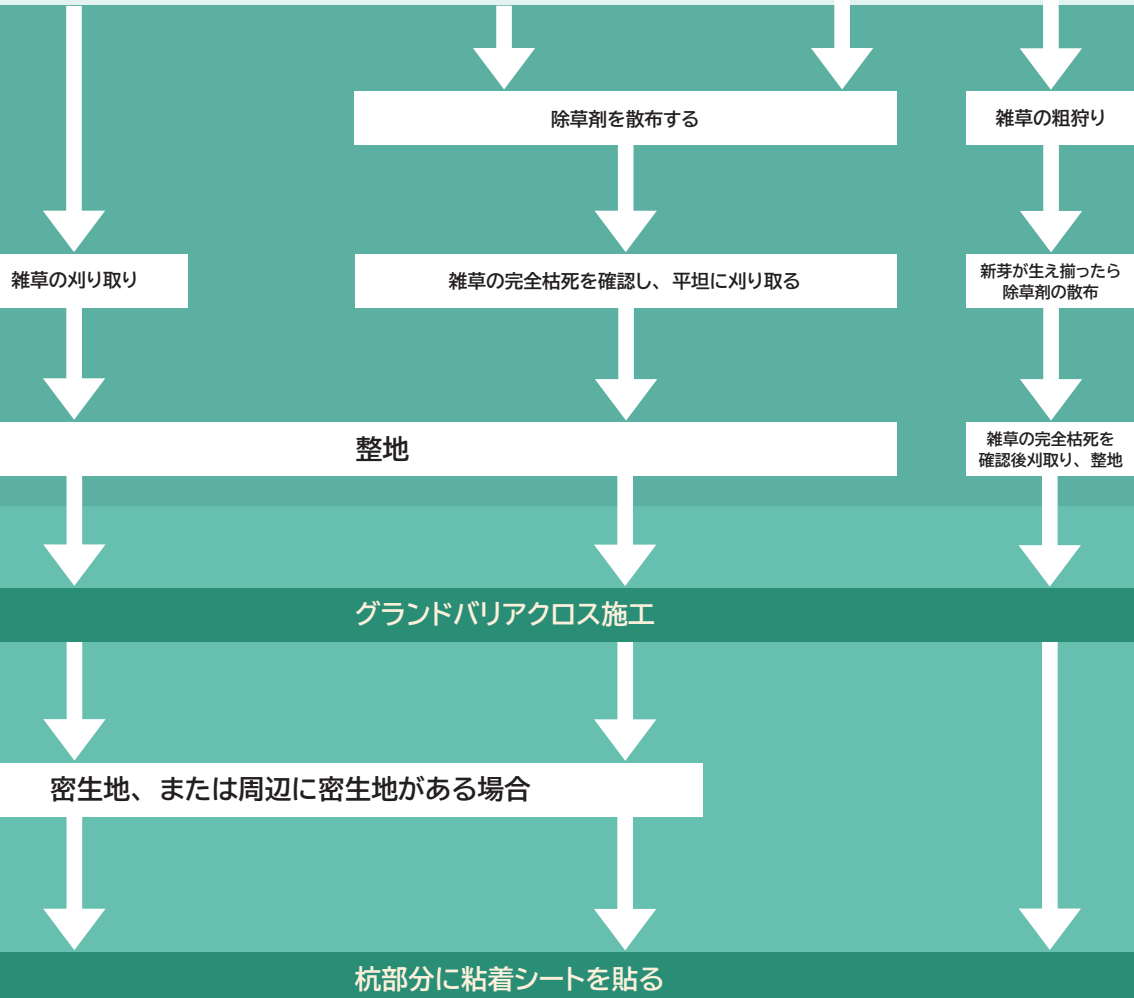 除草剤を散布する
雑草の粗狩り
雑草の刈り取り
雑草の完全枯死を確認し、平坦に刈り取る
新芽が生え揃ったら
除草剤の散布
整地
雑草の完全枯死を
確認後刈取り、整地
グランドバリアクロス施工
密生地、または周辺に密生地がある場合
杭部分に粘着シートを貼る